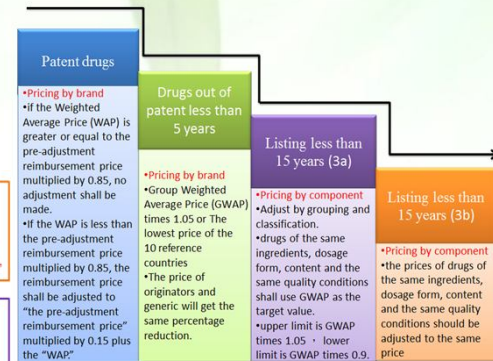 Patent drugs
•Pricing by brand
•if the Weighted
Average Price (WAP) is
greater or equal to the
pre-adjustment
reimbursement price
multiplied by 0.85, no
adjustment shall be
made.
•If the WAP is less than
the pre-adjustment
reimbursement price
multiplied by 0.85, the
reimbursement price
shall be adjusted to
“the pre-adjustment
reimbursement price”
multiplied by 0.15 plus
the “WAP.”
Drugs out of
patent less than
5 years
•Pricing by brand
•Group Weighted
Average Price (GWAP)
times 1.05 or The
lowest price of the
10 reference
countries
•The price of
originators and
generic will get the
same percentage
reduction.
Listing less than
15 years (3a)
•Pricing by component
•Adjust by grouping and
classification.
•drugs of the same
ingredients, dosage
form, content and the
same quality conditions
shall use GWAP as the
target value.
•upper limit is GWAP
times 1.05 , lower
limit is GWAP times 0.9.
Listing less than
15 years (3b)
•Pricing by component
•the prices of drugs of
the same ingredients,
dosage form, content
and the same quality
conditions should be
adjusted to the same
price